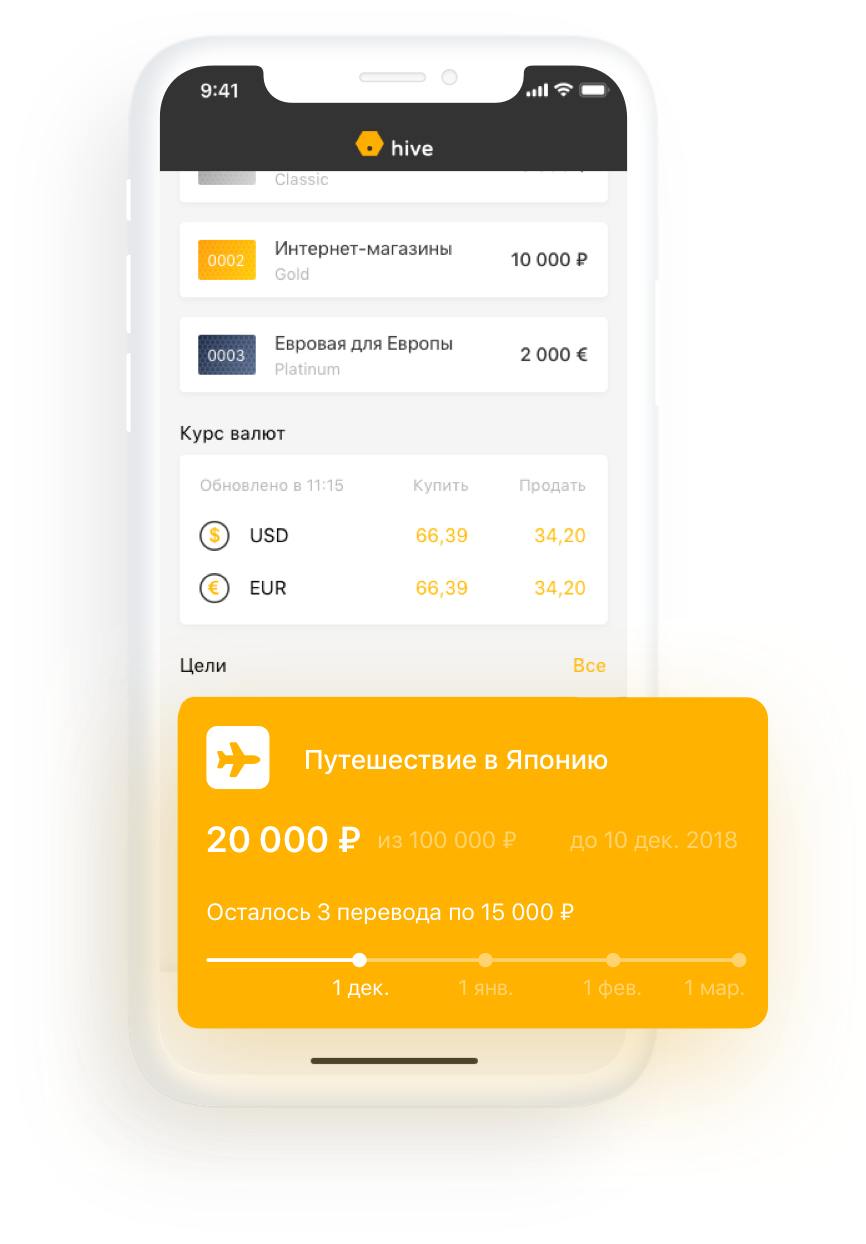 9:41
hive
Classic
0002 Интернет-магазины 10 000 ₽
Gold
0003 Евровая для Европы 2 000 €
Platinum
Курс валют
Обновлено в 11:15 Купить Продать
$ USD 66,39 34,20
€ EUR 66,39 34,20
Цели Все
Путешествие в Японию
20 000 ₽ из 100 000 ₽ до 10 дек. 2018
Осталось 3 перевода по 15 000 ₽
1 дек. 1 янв. 1 фев. 1 мар.